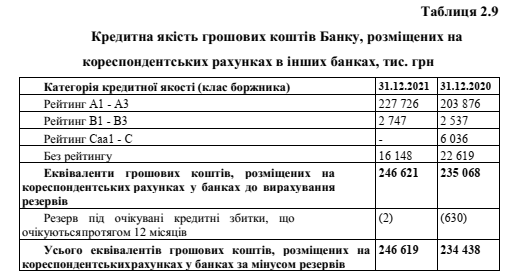 Таблиця 2.9
Кредитна якість грошових коштів Банку, розміщених на
кореспондентських рахунках в інших банках, тис. грн
Категорія кредитної якості (клас боржника) 31.12.2021 31.12.2020
Рейтинг А1 - А3 227 726 203 876
Рейтинг В1 - В3 2 747 2 537
Рейтинг Саа1 - С - 6 036
Без рейтингу 16 148 22 619
Еквіваленти грошових коштів, розміщених на
кореспондентських рахунках у банках до вирахування
резервів 246 621 235 068
Резерв під очікувані кредитні збитки, що
очікуютьсяпротягом 12 місяців (2) (630)
Усього еквівалентів грошових коштів, розміщених на
кореспондентськихрахунках у банках за мінусом резервів 246 619 234 438